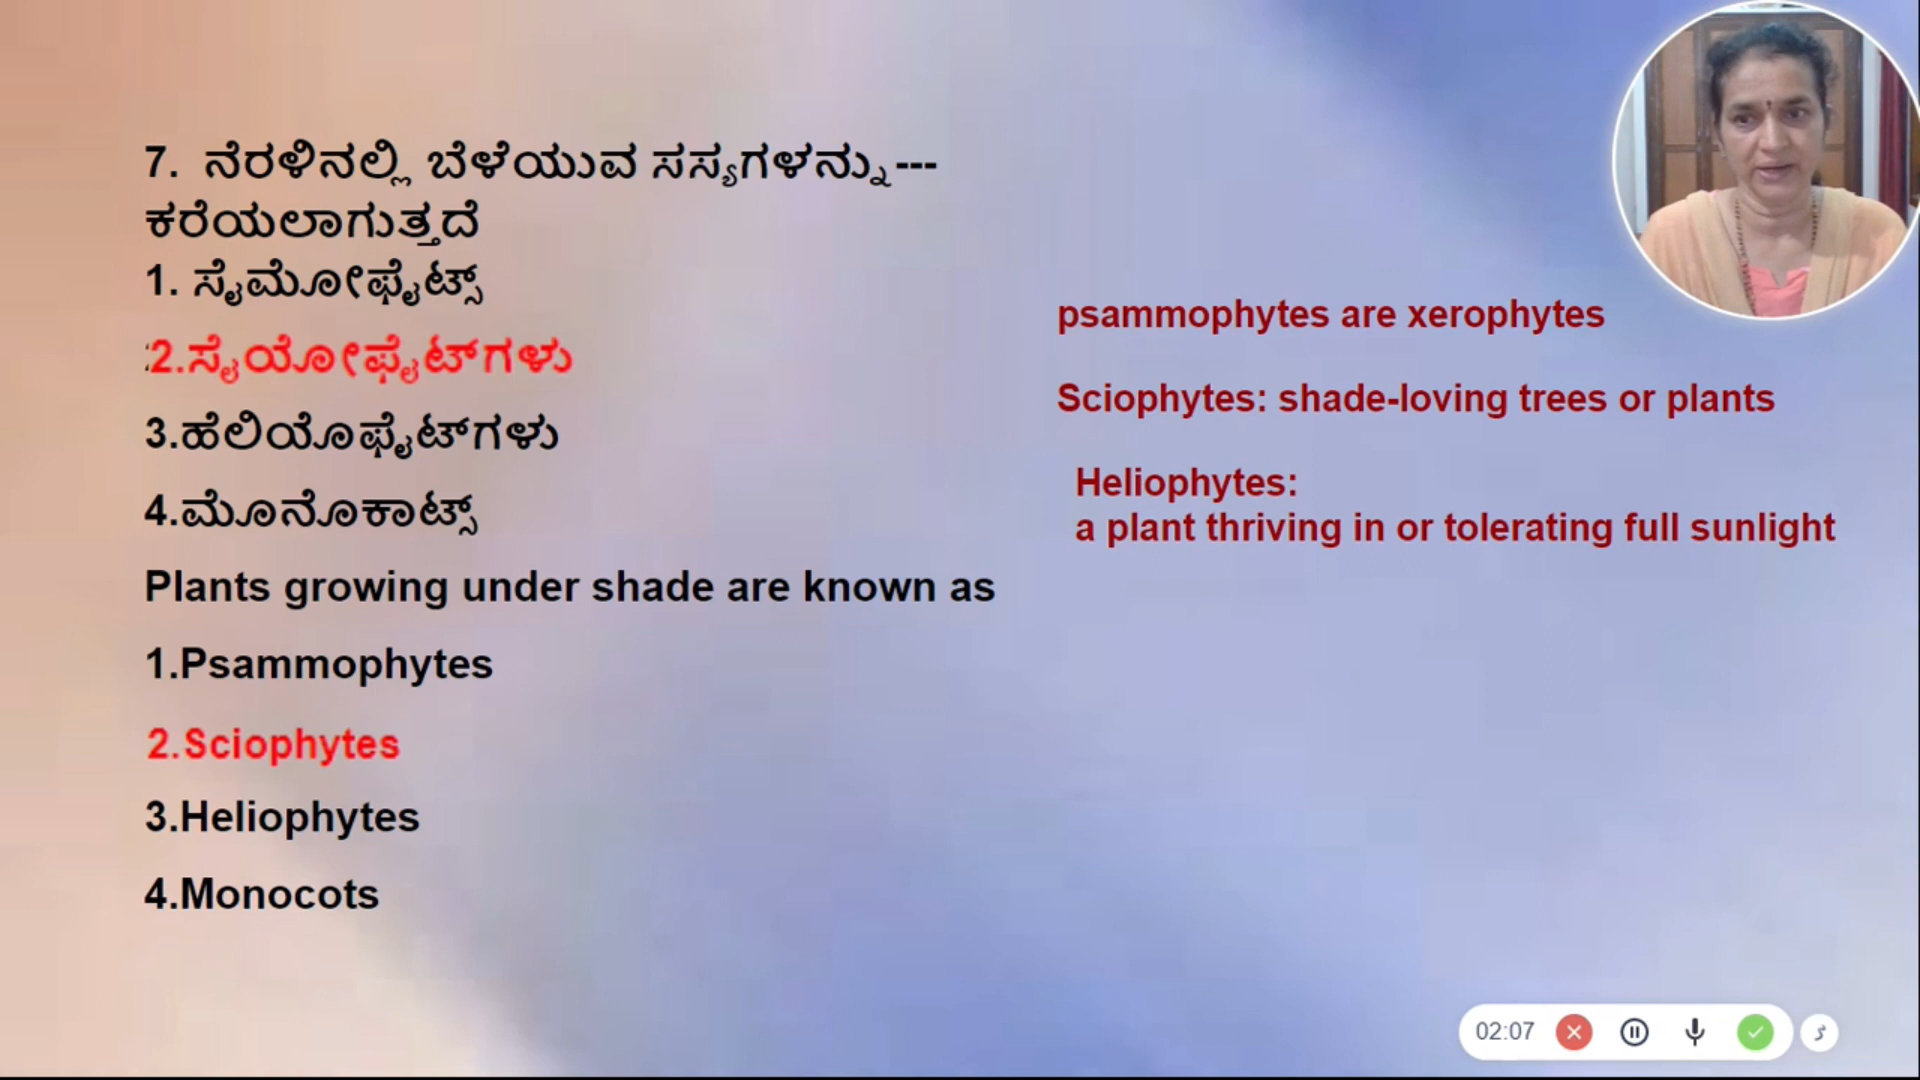 7. ನೆರಳಿನಲ್ಲಿ ಬೆಳೆಯುವ ಸಸ್ಯಗಳನ್ನು ---
ಕರೆಯಲಾಗುತ್ತದೆ
1. ಸೈಮೋಫೈಟ್ಸ್
2.ಸೈಯೋಫೈಟ್‌ಗಳು
3.ಹೆಲಿಯೊಫೈಟ್‌ಗಳು
4.ಮೊನೊಕಾಟ್ಸ್
Plants growing under shade are known as
1.Psammophytes
2.Sciophytes
3.Heliophytes
4.Monocots
psammophytes are xerophytes
Sciophytes: shade-loving trees or plants
Heliophytes:
a plant thriving in or tolerating full sunlight
02:07